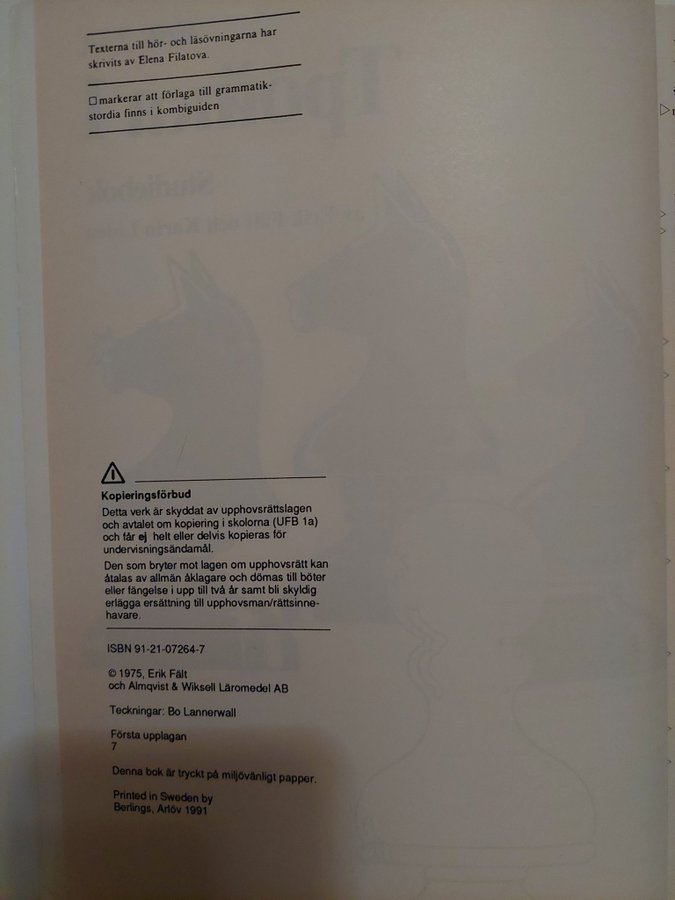 Texterna till hör- och läsövningarna har
skrivits av Elena Filatova.
☐ markerar att förlaga till grammatik-
stordia finns i kombiguiden
Kopieringsförbud
Detta verk är skyddat av upphovsrättslagen
och avtalet om kopiering i skolorna (UFB 1a)
och får ej helt eller delvis kopieras för
undervisningsändamål.
Den som bryter mot lagen om upphovsrätt kan
åtalas av allmän åklagare och dömas till böter
eller fängelse i upp till två år samt bli skyldig
erlägga ersättning till upphovsman/rättsinne-
havare.
ISBN 91-21-07264-7
© 1975, Erik Fält
och Almqvist & Wiksell Läromedel AB
Teckningar: Bo Lannerwall
Första upplagan
7
Denna bok är tryckt på miljövänligt papper.
Printed in Sweden by
Berlings, Arlöv 1991